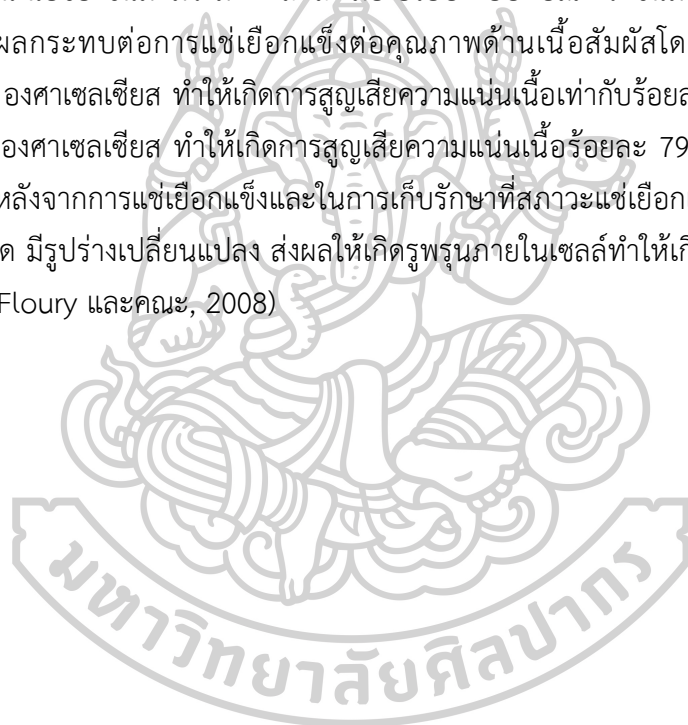 ผลกระทบต่อการแช่เยือกแข็งต่อคุณภาพด้านเนื้อสัมผัสโด
องศาเซลเซียส ทำให้เกิดการสูญเสียความแน่นเนื้อเท่ากับร้อยล
องศาเซลเซียส ทำให้เกิดการสูญเสียความแน่นเนื้อร้อยละ 79
หลังจากการแช่เยือกแข็งและในการเก็บรักษาที่สภาวะแช่เยือก
ด มีรูปร่างเปลี่ยนแปลง ส่งผลให้เกิดรูพรุนภายในเซลล์ทำให้เกิ
Floury และคณะ, 2008)
มหาวิทยาลัยศิลปากร